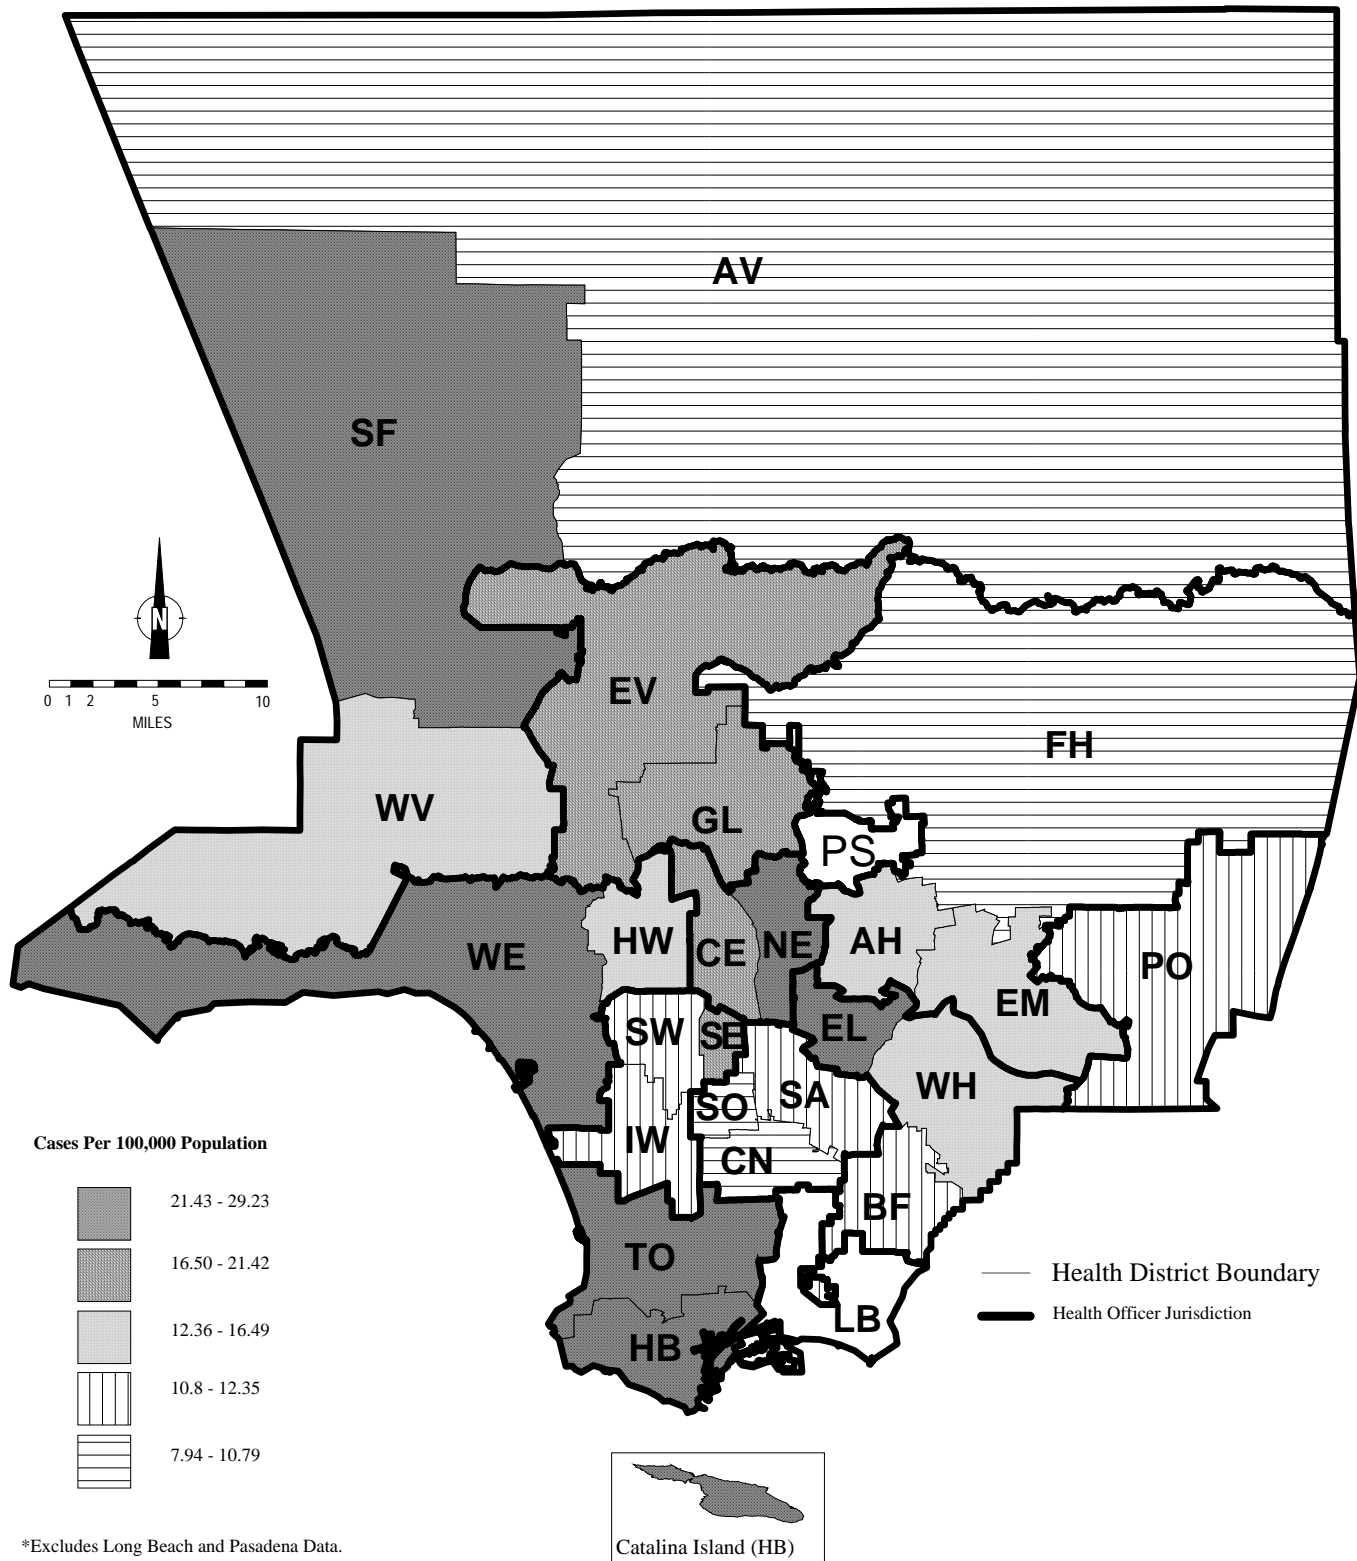 AV
SF
N
0 1 2 5 10
MILES
EV
FH
WV
GL
PS
HW
CE
NE
AH
WE
PO
EM
SW
SE
EL
WH
SO
SA
IW
CN
BF
TO
LB
HB
Cases Per 100,000 Population
21.43 - 29.23
16.50 - 21.42
12.36 - 16.49
10.8 - 12.35
7.94 - 10.79
Health District Boundary
Health Officer Jurisdiction
*Excludes Long Beach and Pasadena Data.
Catalina Island (HB)